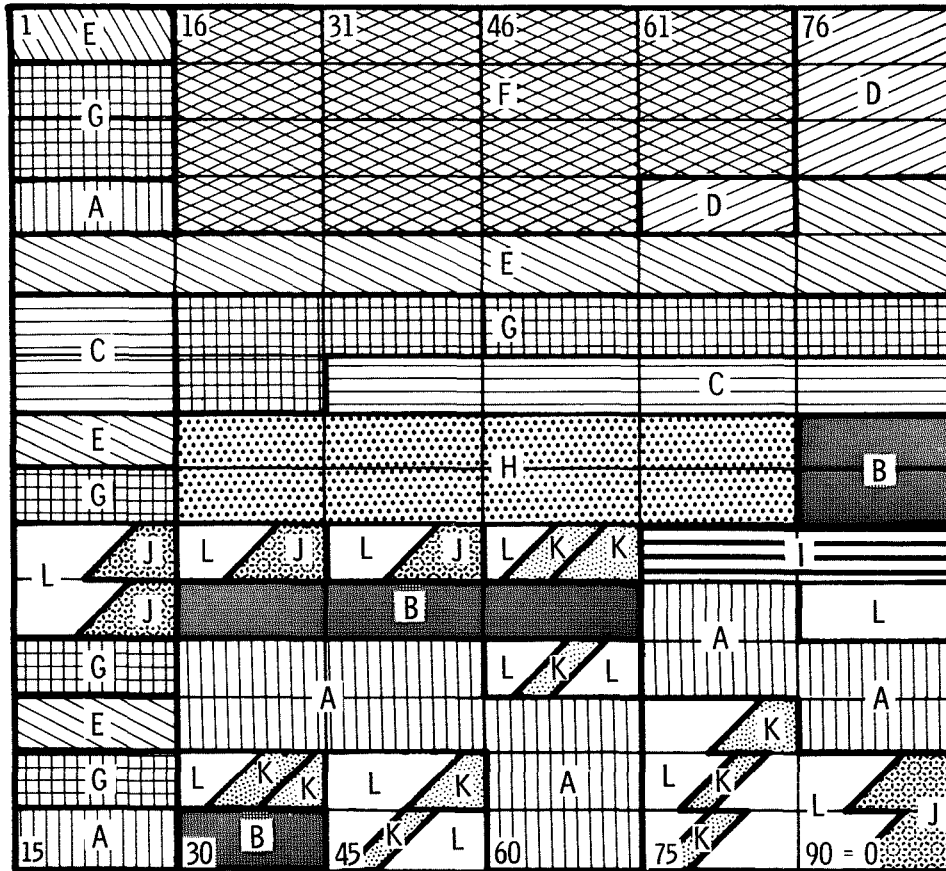 1 E 16 31 46 61 76
G F D
A D
E
G
C C
E
H B
G
J L J L J L K K I
L
J B L
A
G L K L
A A
E K
G L K K L K A L K
L J
15 A 30 B 45 K L 60 75 K 90 = 0